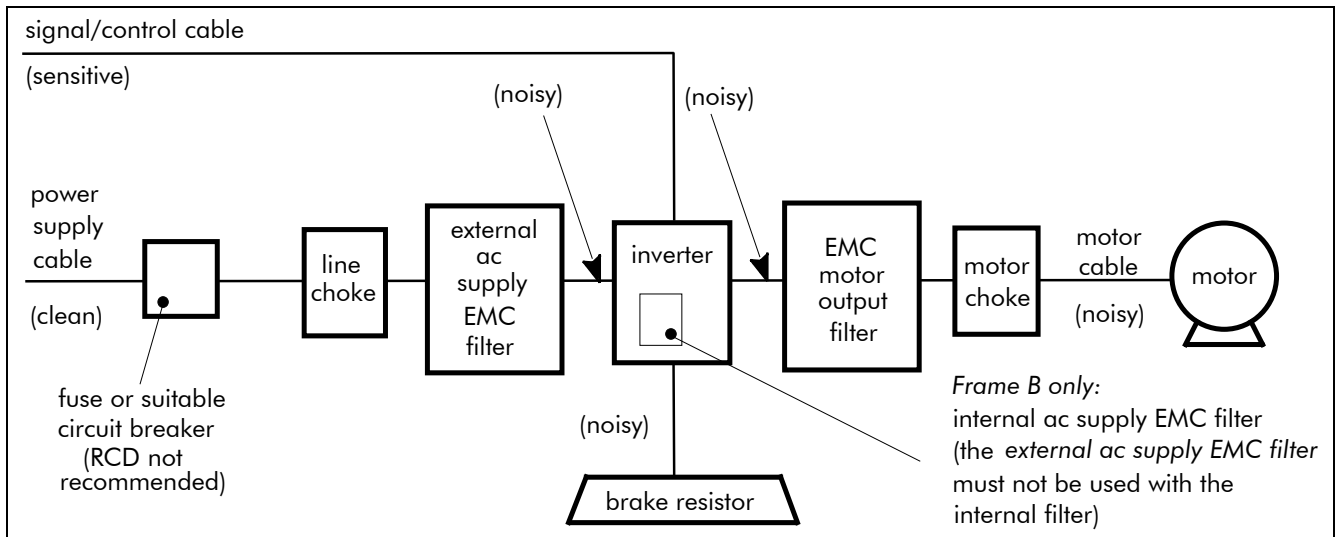 signal/control cable
(sensitive)
(noisy)
(noisy)
power
supply
cable
(clean)
fuse or suitable
circuit breaker
(RCD not
recommended)
line
choke
external
ac
supply
EMC
filter
inverter
EMC
motor
output
filter
motor
choke
motor
cable
(noisy)
motor
(noisy)
brake resistor
Frame B only:
internal ac supply EMC filter
(the external ac supply EMC filter
must not be used with the
internal filter)